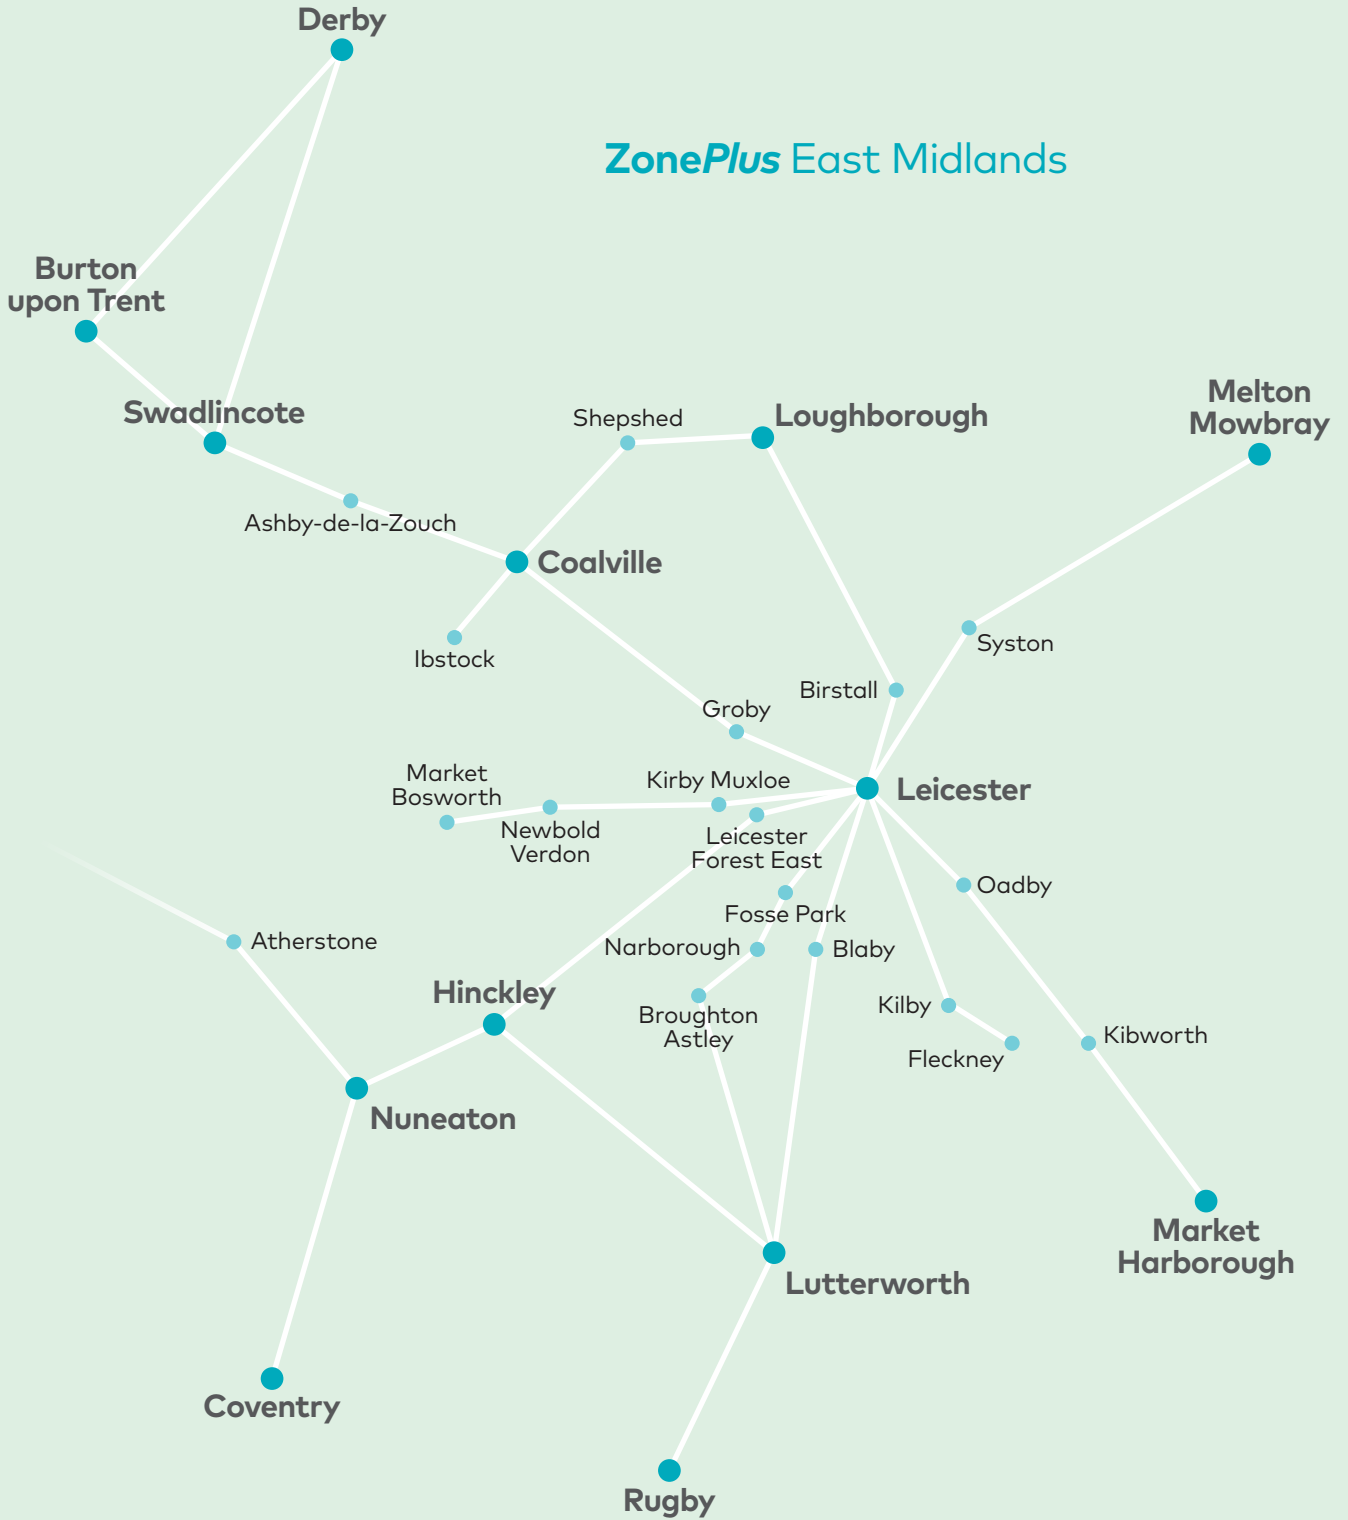 Derby
ZonePlus East Midlands
Burton
upon Trent
Swadlincote
Shepshed
Loughborough
Melton
Mowbray
Ashby-de-la-Zouch
Coalville
Ibstock
Syston
Birstall
Groby
Market
Bosworth
Kirby Muxloe
Leicester
Newbold
Verdon
Leicester
Forest East
Oadby
Fosse Park
Atherstone
Narborough
Blaby
Hinckley
Broughton
Astley
Kilby
Fleckney
Kibworth
Nuneaton
Market
Harborough
Lutterworth
Coventry
Rugby